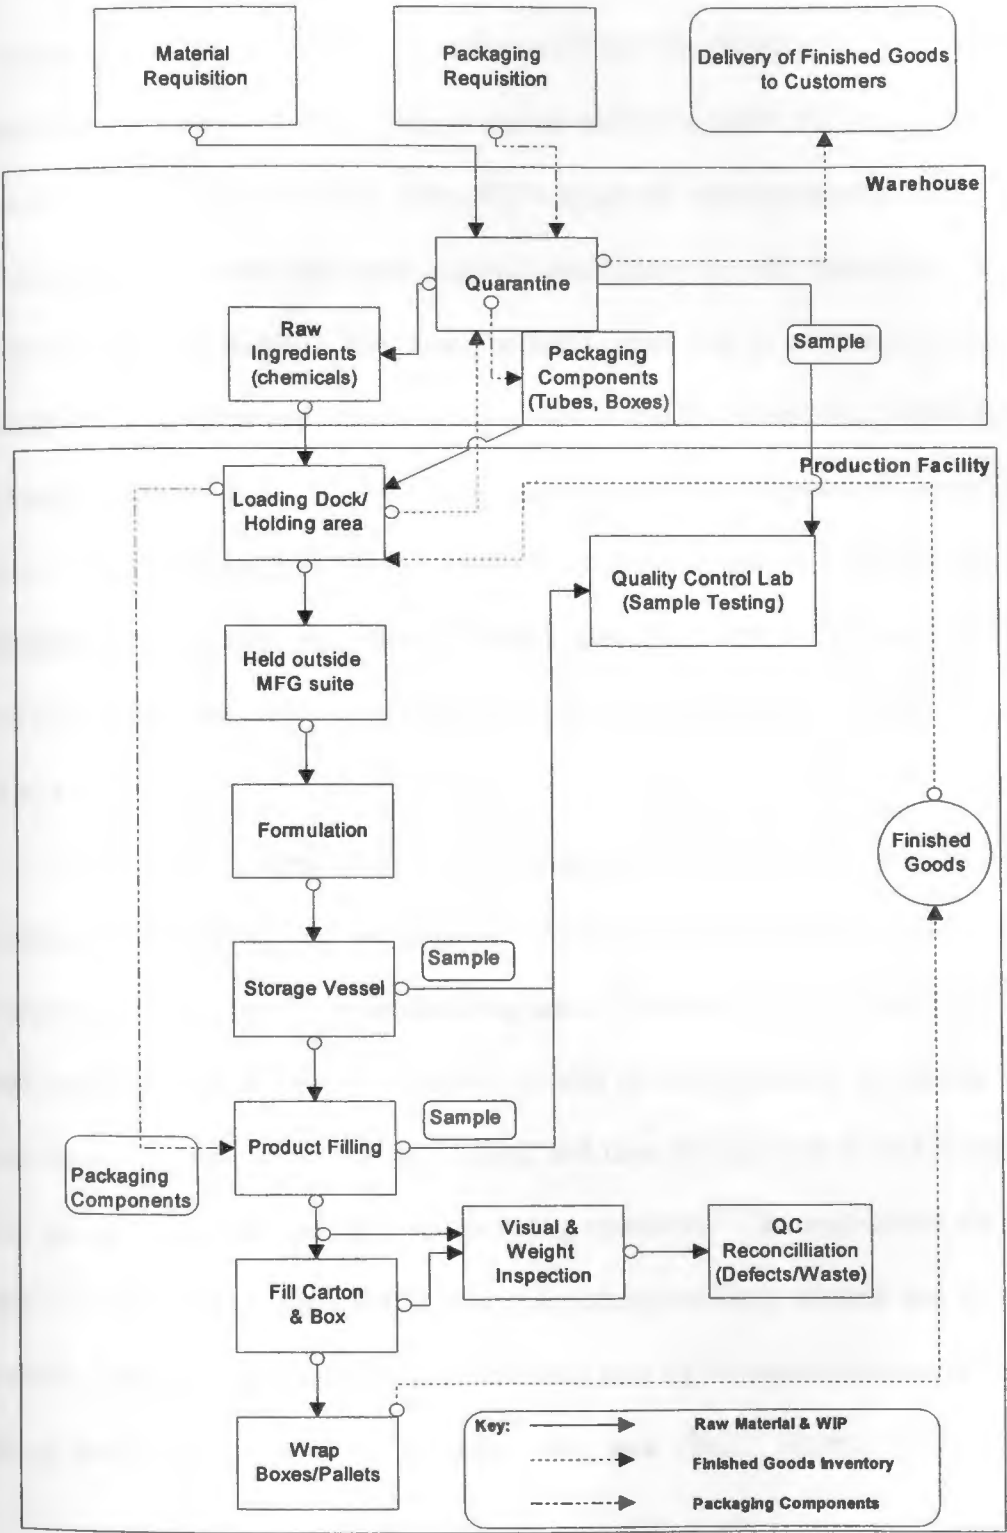 Material
Requisition
Packaging
Requisition
Delivery of Finished Goods
to Customers
Warehouse
Quarantine
Raw
Ingredients
(chemicals)
Packaging
Components
(Tubes, Boxes)
Sample
Production Facility
Loading Dock/
Holding area
Quality Control Lab
(Sample Testing)
Held outside
MFG suite
Formulation
Finished
Goods
Sample
Storage Vessel
Sample
Product Filling
Packaging
Components
Visual &
Weight
Inspection
QC
Reconcilliation
(Defects/Waste)
Fill Carton
& Box
Wrap
Boxes/Pallets
Key:
Raw Material & WIP
Finished Goods Inventory
Packaging Components